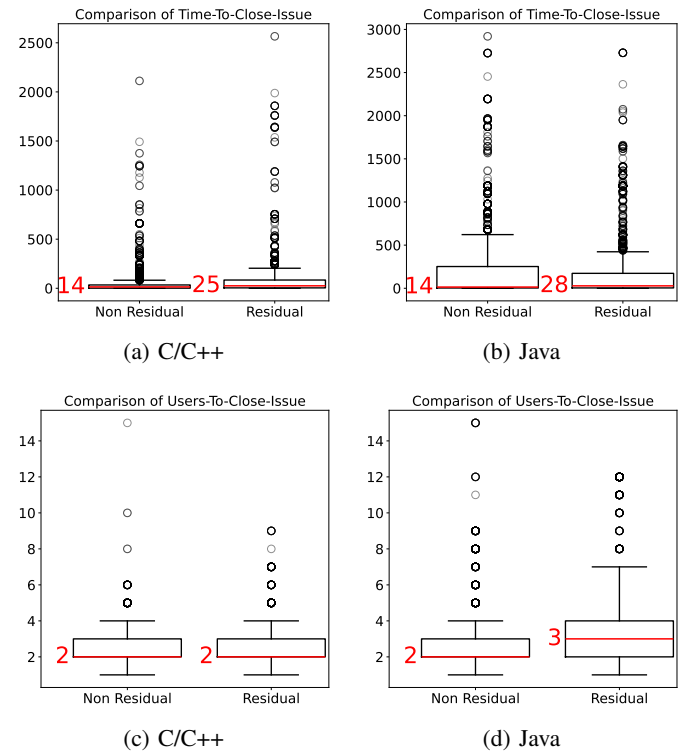 Comparison of Time-To-Close-Issue
2500
2000
1500
1000
500
0
14
25
Non Residual
Residual
(a) C/C++
Comparison of Time-To-Close-Issue
3000
2500
2000
1500
1000
500
0
14
28
Non Residual
Residual
(b) Java
Comparison of Users-To-Close-Issue
14
12
10
8
6
4
2
2
2
Non Residual
Residual
(c) C/C++
Comparison of Users-To-Close-Issue
14
12
10
8
6
4
2
2
3
Non Residual
Residual
(d) Java